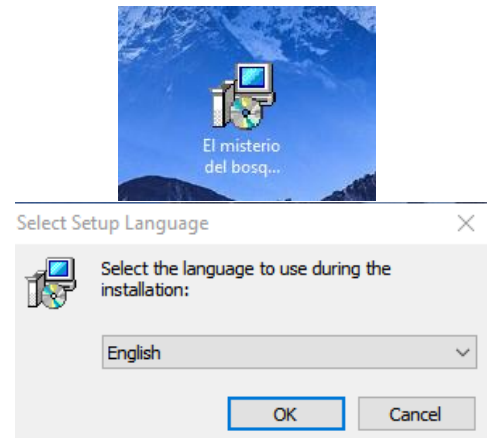 El misterio
del bosq...
Select Setup Language
Select the language to use during the
installation:
English
OK
Cancel